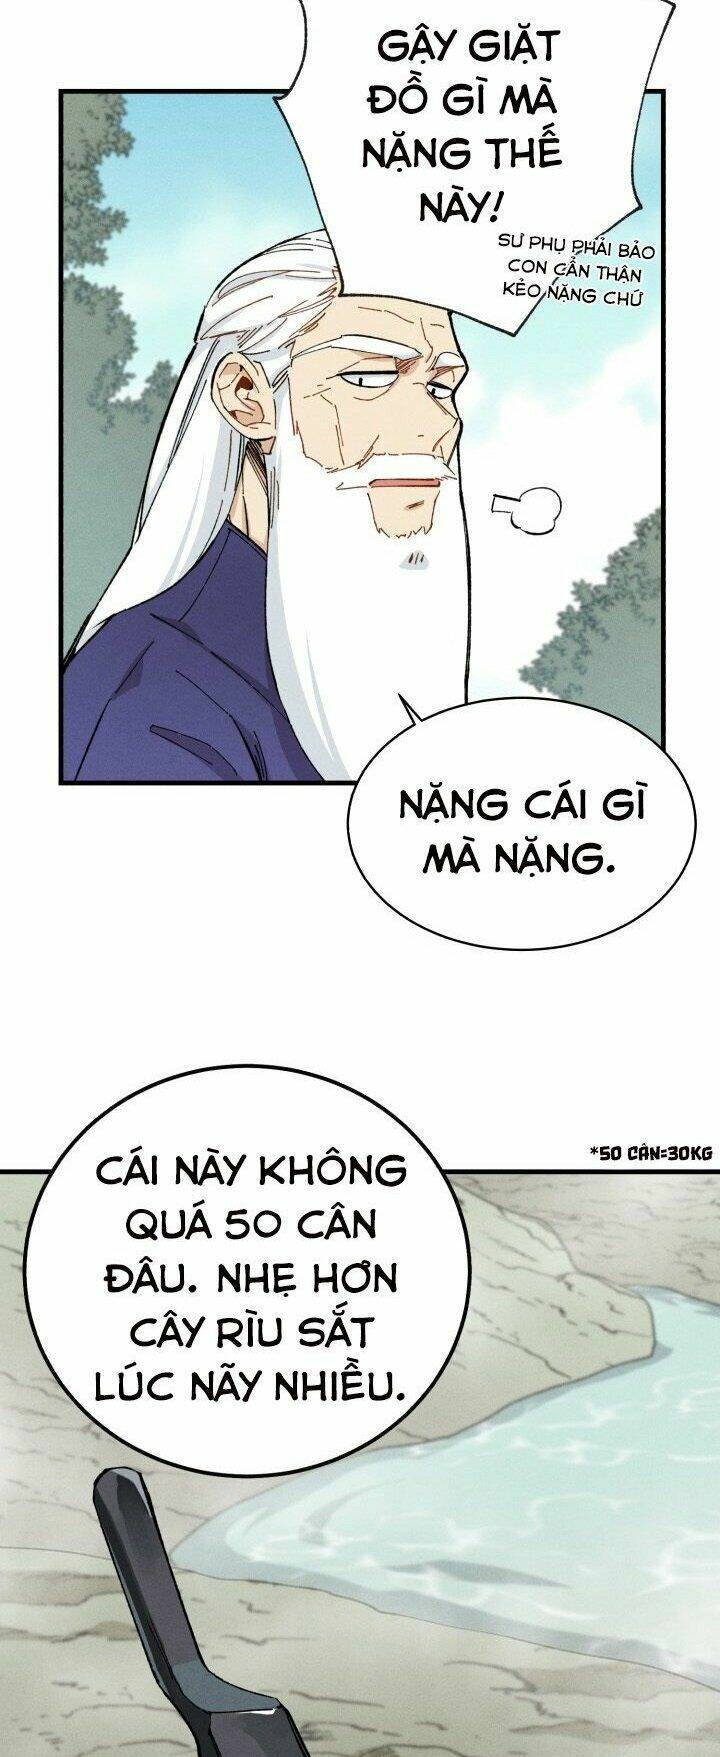 GẬY GIẶT
ĐỒ GÌ MÀ
NẶNG THẾ
NÀY!
SƯ PHỤ PHẢI BẢO
CON CẨN THẬN
KẺO NẶNG CHỨ
NẶNG CÁI GÌ
MÀ NẶNG.
*50 CÂN=30KG
CÁI NÀY KHÔNG
QUÁ 50 CÂN
ĐÂU. NHẸ HƠN
CÂY RÌU SẮT
LÚC NÃY NHIỀU.